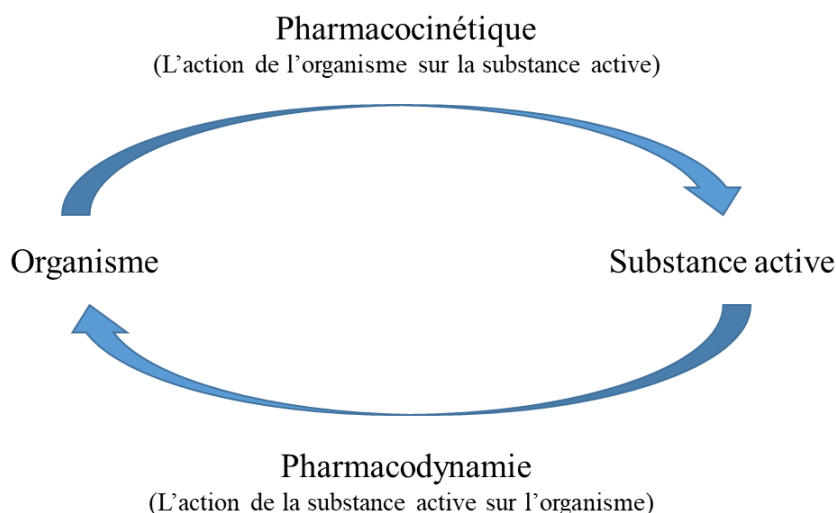 Pharmacocinétique
(L’action de l’organisme sur la substance active)
Organisme
Substance active
Pharmacodynamie
(L’action de la substance active sur l’organisme)